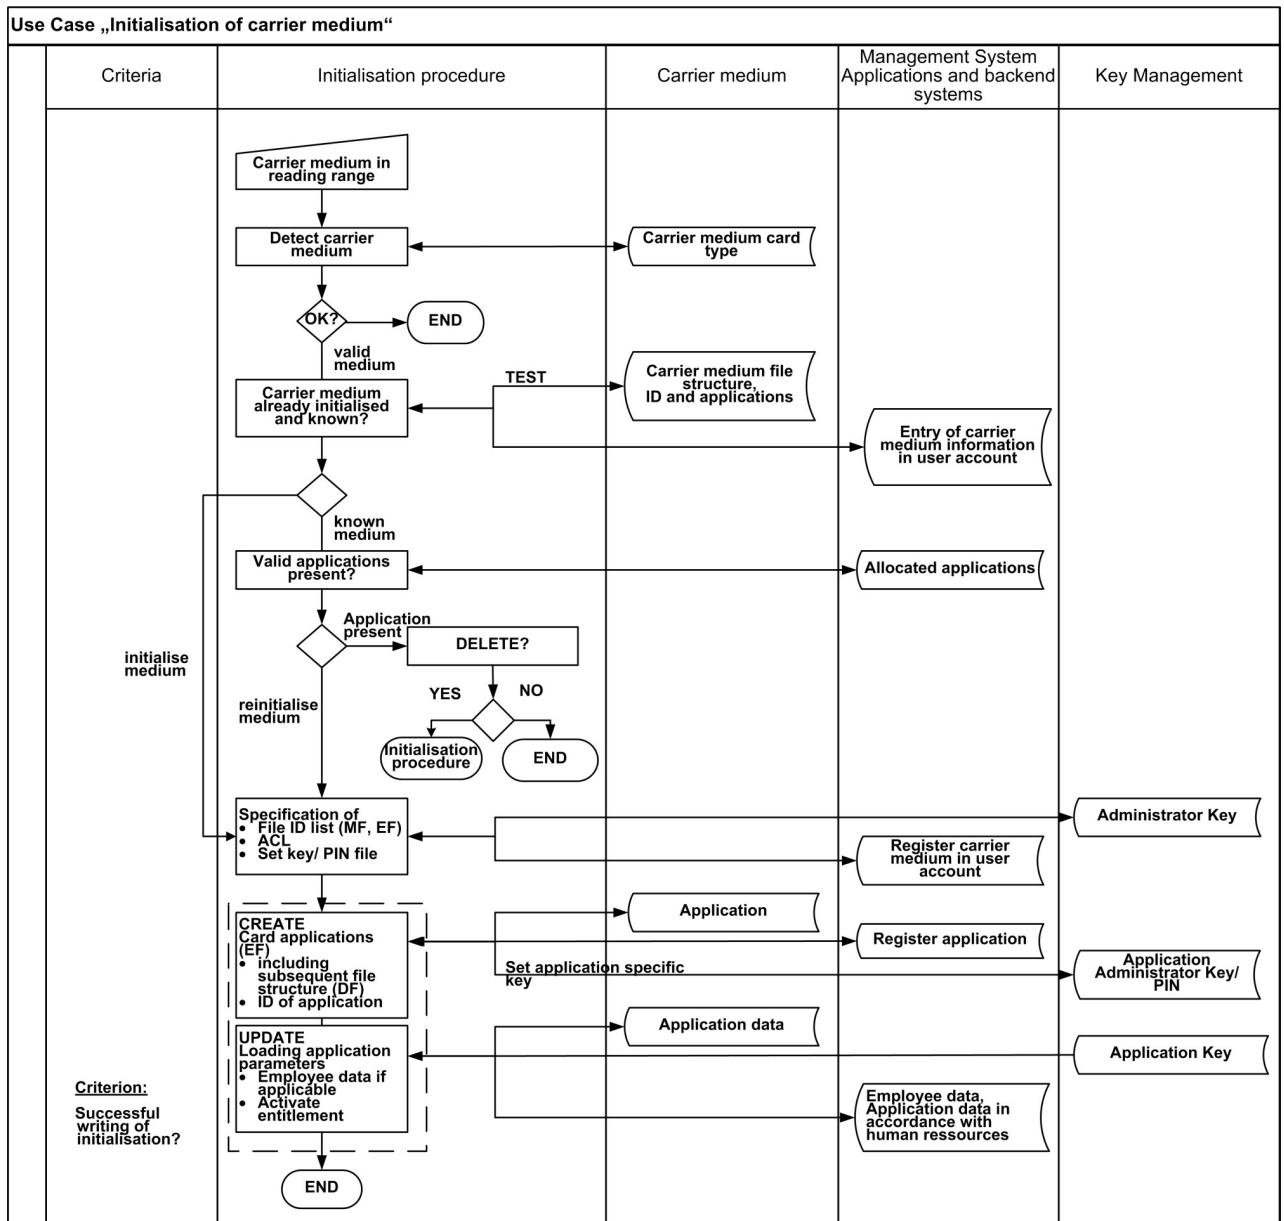 Use Case „Initialisation of carrier medium“
Criteria
Initialisation procedure
Carrier medium
Management System
Applications and backend
systems
Key Management
Carrier medium in
reading range
Detect carrier
medium
Carrier medium card
type
OK?
END
valid
medium
TEST
Carrier medium file
structure,
ID and applications
Carrier medium
already initialised
and known?
Entry of carrier
medium information
in user account
known
medium
Valid applications
present?
Allocated applications
Application
present
DELETE?
initialise
medium
reinitialise
medium
YES
NO
Initialisation
procedure
END
Specification of
• File ID list (MF, EF)
• ACL
• Set key/ PIN file
Administrator Key
Register carrier
medium in user
account
CREATE
Card applications
(EF)
• including
subsequent file
structure (DF)
• ID of application
Application
Register application
Set application specific
key
Application
Administrator Key/
PIN
UPDATE
Loading application
parameters
• Employee data if
applicable
• Activate
entitlement
Application data
Application Key
Employee data,
Application data in
accordance with
human ressources
Criterion:
Successful
writing of
initialisation?
END